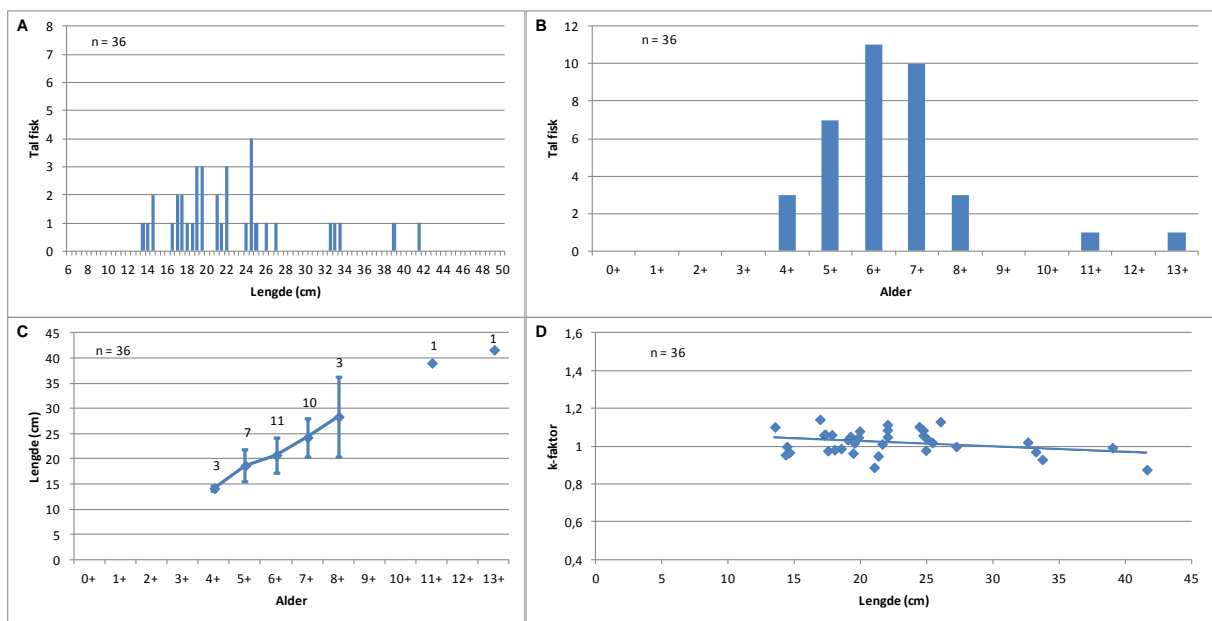 A
n = 36
Tal fisk
8
7
6
5
4
3
2
1
0
6 8 10 12 14 16 18 20 22 24 26 28 30 32 34 36 38 40 42 44 46 48 50
Lengde (cm)
B
n = 36
Tal fisk
12
10
8
6
4
2
0
0+ 1+ 2+ 3+ 4+ 5+ 6+ 7+ 8+ 9+ 10+ 11+ 12+ 13+
Alder
C
n = 36
Lengde (cm)
45
40
35
30
25
20
15
10
5
0
3 7 11 10 3 1 1
0+ 1+ 2+ 3+ 4+ 5+ 6+ 7+ 8+ 9+ 10+ 11+ 12+ 13+
Alder
D
n = 36
k-faktor
1,6
1,4
1,2
1
0,8
0,6
0,4
0 5 10 15 20 25 30 35 40 45
Lengde (cm)